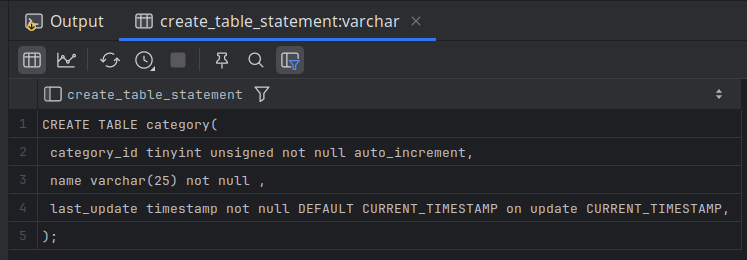 Output
create_table_statement:varchar
create_table_statement
1 CREATE TABLE category(
2 category_id tinyint unsigned not null auto_increment,
3 name varchar(25) not null ,
4 last_update timestamp not null DEFAULT CURRENT_TIMESTAMP on update CURRENT_TIMESTAMP,
5 );